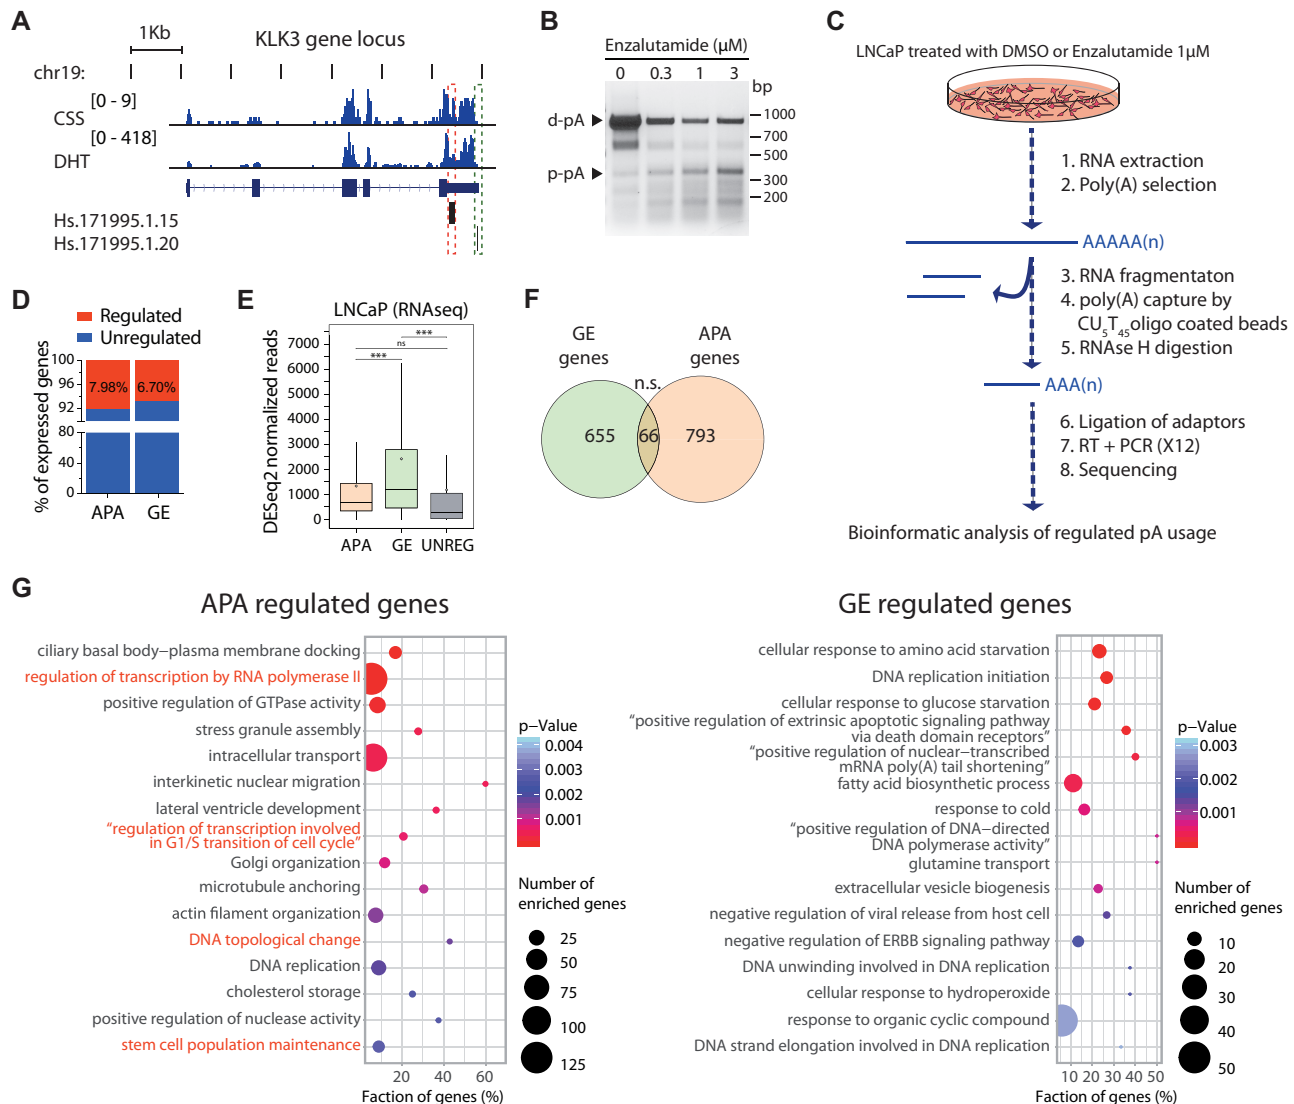 A
1Kb
KLK3 gene locus
chr19:
[0 - 9]
CSS
[0 - 418]
DHT
Hs.171995.1.15
Hs.171995.1.20
B
Enzalutamide (µM)
0 0.3 1 3
bp
d-pA
p-pA
1000
700
500
300
200
C
LNCaP treated with DMSO or Enzalutamide 1µM
1. RNA extraction
2. Poly(A) selection
AAAAA(n)
3. RNA fragmentaton
4. poly(A) capture by
CU5T45oligo coated beads
5. RNAse H digestion
AAA(n)
6. Ligation of adaptors
7. RT + PCR (X12)
8. Sequencing
Bioinformatic analysis of regulated pA usage
D
Regulated
Unregulated
% of expressed genes
100
96
92
80
40
0
7.98%
6.70%
APA GE
E
LNCaP (RNAseq)
DESeq2 normalized reads
7000
6000
5000
4000
3000
2000
1000
0
***
ns
***
APA GE UNREG
F
GE
genes
APA
genes
n.s.
655 66 793
G
APA regulated genes
ciliary basal body−plasma membrane docking
regulation of transcription by RNA polymerase II
positive regulation of GTPase activity
stress granule assembly
intracellular transport
interkinetic nuclear migration
lateral ventricle development
“regulation of transcription involved
in G1/S transition of cell cycle”
Golgi organization
microtubule anchoring
actin filament organization
DNA topological change
DNA replication
cholesterol storage
positive regulation of nuclease activity
stem cell population maintenance
20 40 60
Faction of genes (%)
p−Value
0.004
0.003
0.002
0.001
Number of
enriched genes
25
50
75
100
125
GE regulated genes
cellular response to amino acid starvation
DNA replication initiation
cellular response to glucose starvation
“positive regulation of extrinsic apoptotic signaling pathway
via death domain receptors”
“positive regulation of nuclear−transcribed
mRNA poly(A) tail shortening”
fatty acid biosynthetic process
response to cold
“positive regulation of DNA−directed
DNA polymerase activity”
glutamine transport
extracellular vesicle biogenesis
negative regulation of viral release from host cell
negative regulation of ERBB signaling pathway
DNA unwinding involved in DNA replication
cellular response to hydroperoxide
response to organic cyclic compound
DNA strand elongation involved in DNA replication
10 20 30 40 50
Faction of genes (%)
p−Value
0.003
0.002
0.001
Number of
enriched genes
10
20
30
40
50